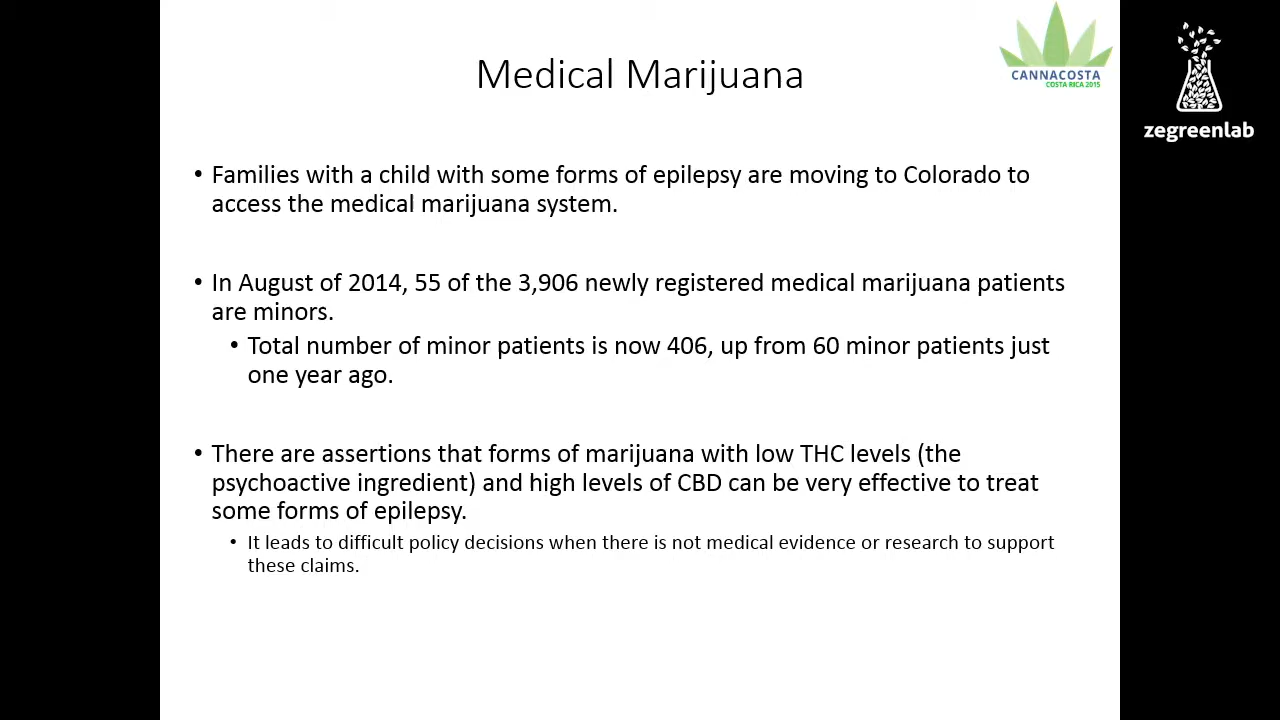 Medical Marijuana
CANNACOSTA
COSTA RICA 2015
zegreenlab
• Families with a child with some forms of epilepsy are moving to Colorado to
access the medical marijuana system.
• In August of 2014, 55 of the 3,906 newly registered medical marijuana patients
are minors.
• Total number of minor patients is now 406, up from 60 minor patients just
one year ago.
• There are assertions that forms of marijuana with low THC levels (the
psychoactive ingredient) and high levels of CBD can be very effective to treat
some forms of epilepsy.
• It leads to difficult policy decisions when there is not medical evidence or research to support
these claims.